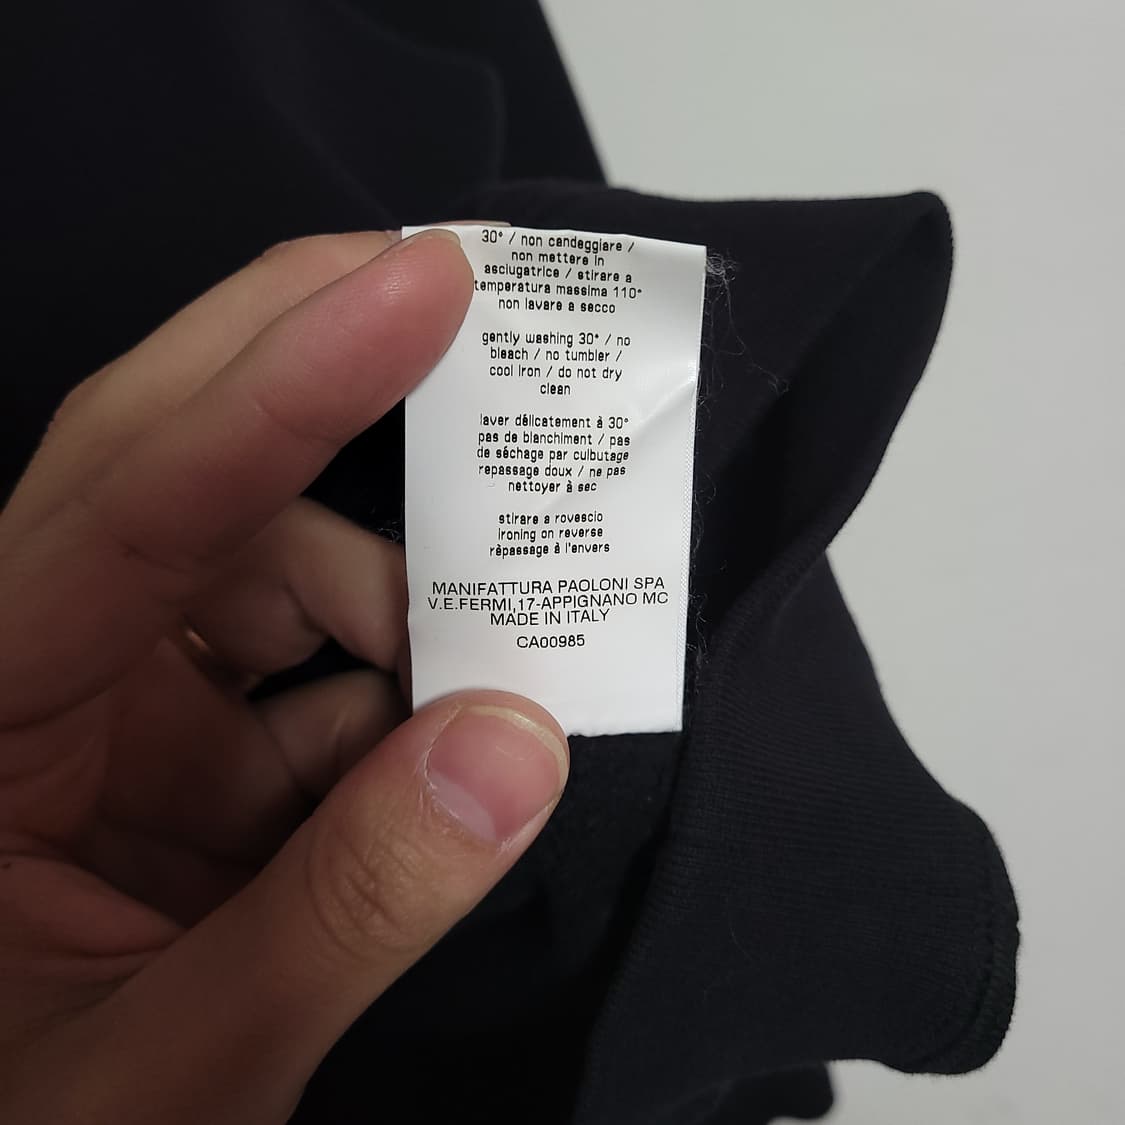 30° / non candeggiare /
non mettere in
asciugatrice / stirare a
temperatura massima 110°
non lavare a secco
gently washing 30° / no
bleach / no tumbler /
cool iron / do not dry
clean
laver délicatement à 30°
pas de blanchiment / pas
de séchage par culbutage
repassage doux / ne pas
nettoyer à sec
stirare a rovescio
ironing on reverse
rèpassage à l'envers
MANIFATTURA PAOLONI SPA
V.E.FERMI,17-APPIGNANO MC
MADE IN ITALY
CA00985